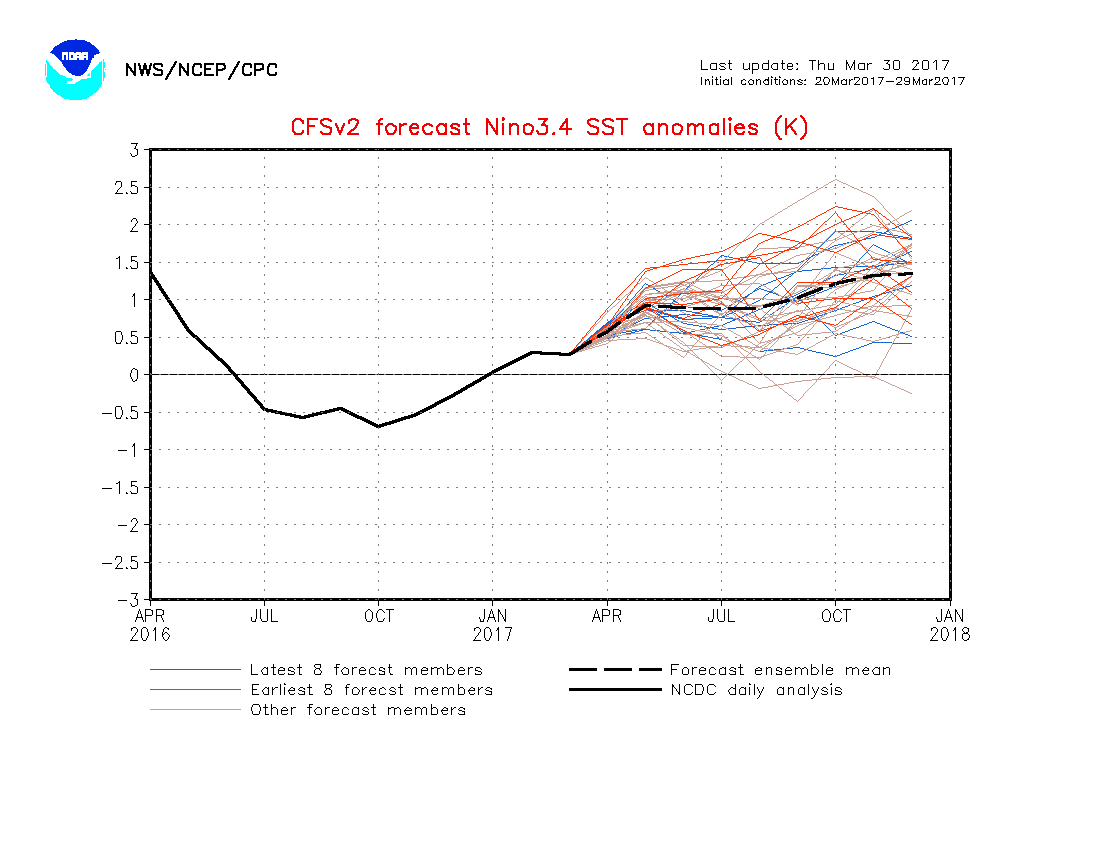 NOAA
NWS/NCEP/CPC
Last update: Thu Mar 30 2017
Initial conditions: 20Mar2017–29Mar2017
CFSv2 forecast Nino3.4 SST anomalies (K)
3
2.5
2
1.5
1
0.5
0
−0.5
−1
−1.5
−2
−2.5
−3
APR JUL OCT JAN APR JUL OCT JAN
2016 2017 2018
Latest 8 forecst members Forecast ensemble mean
Earliest 8 forecst members NCDC daily analysis
Other forecast members